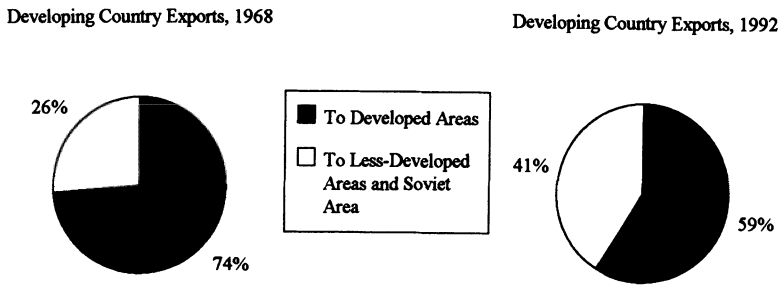 Developing Country Exports, 1968
Developing Country Exports, 1992
26%
74%
To Developed Areas
To Less-Developed
Areas and Soviet
Area
41%
59%